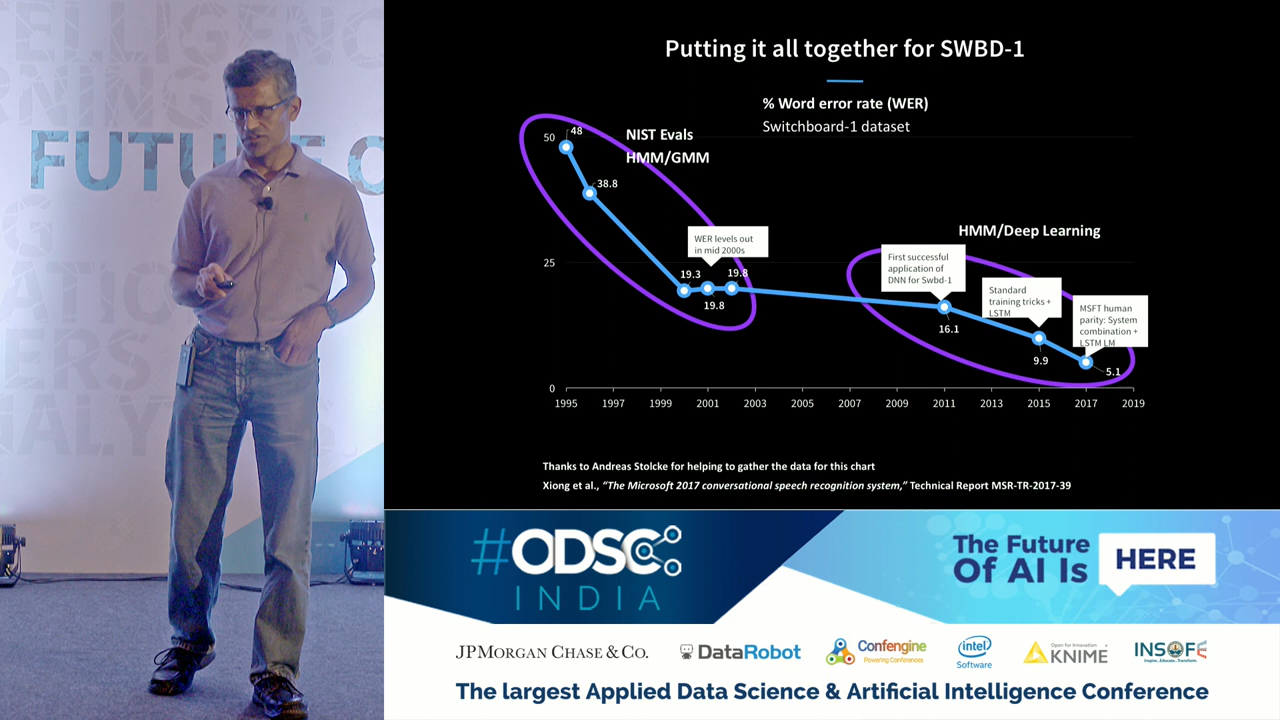 FUTU
Putting it all together for SWBD-1
% Word error rate (WER)
Switchboard-1 dataset
NIST Evals
HMM/GMM
HMM/Deep Learning
WER levels out
in mid 2000s
First successful
application of
DNN for Swbd-1
Standard
training tricks +
LSTM
MSFT human
parity: System
combination +
LSTM LM
50
25
0
48
38.8
19.3
19.8
19.8
16.1
9.9
5.1
1995 1997 1999 2001 2003 2005 2007 2009 2011 2013 2015 2017 2019
Thanks to Andreas Stolcke for helping to gather the data for this chart
Xiong et al., “The Microsoft 2017 conversational speech recognition system,” Technical Report MSR-TR-2017-39
#ODSC
INDIA
The Future
Of AI Is HERE
JPMORGAN CHASE & CO.
DataRobot
Confengine
Powering Conferences
intel
Software
Open for Innovation
KNIME
INSOFE
Inspire...Educate...Transform.
The largest Applied Data Science & Artificial Intelligence Conference